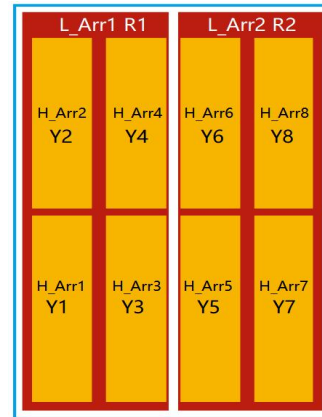 L_Arr1 R1
L_Arr2 R2
H_Arr2
Y2
H_Arr4
Y4
H_Arr6
Y6
H_Arr8
Y8
H_Arr1
Y1
H_Arr3
Y3
H_Arr5
Y5
H_Arr7
Y7